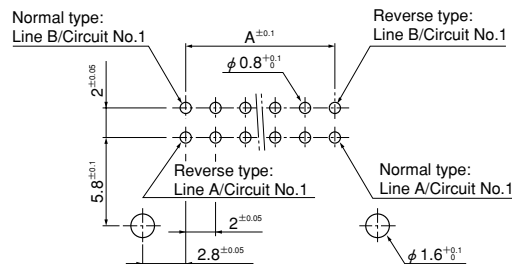 Normal type:
Line B/Circuit No.1
A±0.1
Reverse type:
Line B/Circuit No.1
ϕ0.8+0.1 0
2±0.05
5.8±0.1
Reverse type:
Line A/Circuit No.1
Normal type:
Line A/Circuit No.1
2±0.05
2.8±0.05
ϕ1.6+0.1 0